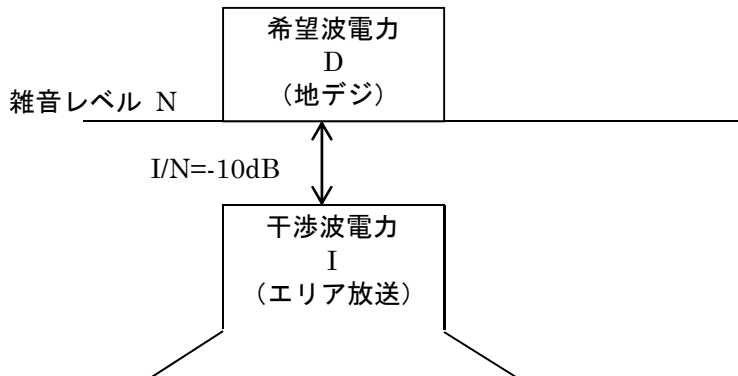 希望波電力
D
（地デジ）
雑音レベル N
I/N=-10dB
干渉波電力
I
（エリア放送）